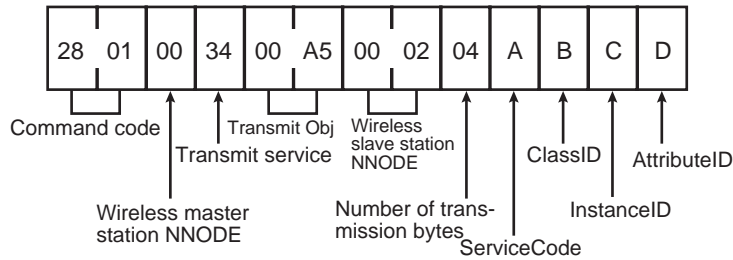 28 01 00 34 00 A5 00 02 04 A B C D
Command code
Transmit Obj
Wireless
slave station
NNODE
Transmit service
ClassID
AttributeID
Wireless master
station NNODE
Number of trans-
mission bytes
InstanceID
ServiceCode